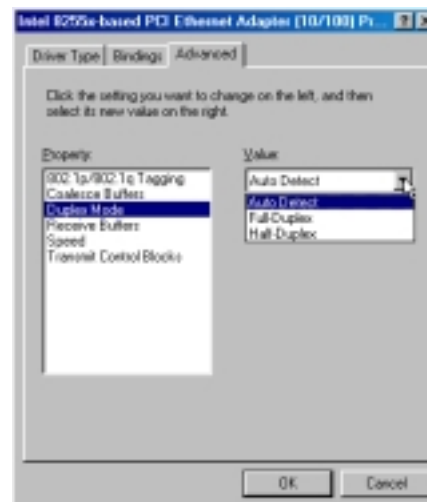 Intel 8255x-based PCI Ethernet Adapter (10/100) Pr...
Driver Type
Bindings
Advanced
Click the setting you want to change on the left, and then
select its new value on the right.
Property:
802.1p/802.1q Tagging
Coalesce Buffers
Duplex Mode
Receive Buffers
Speed
Transmit Control Blocks
Value:
Auto Detect
Auto Detect
Full-Duplex
Half-Duplex
OK
Cancel